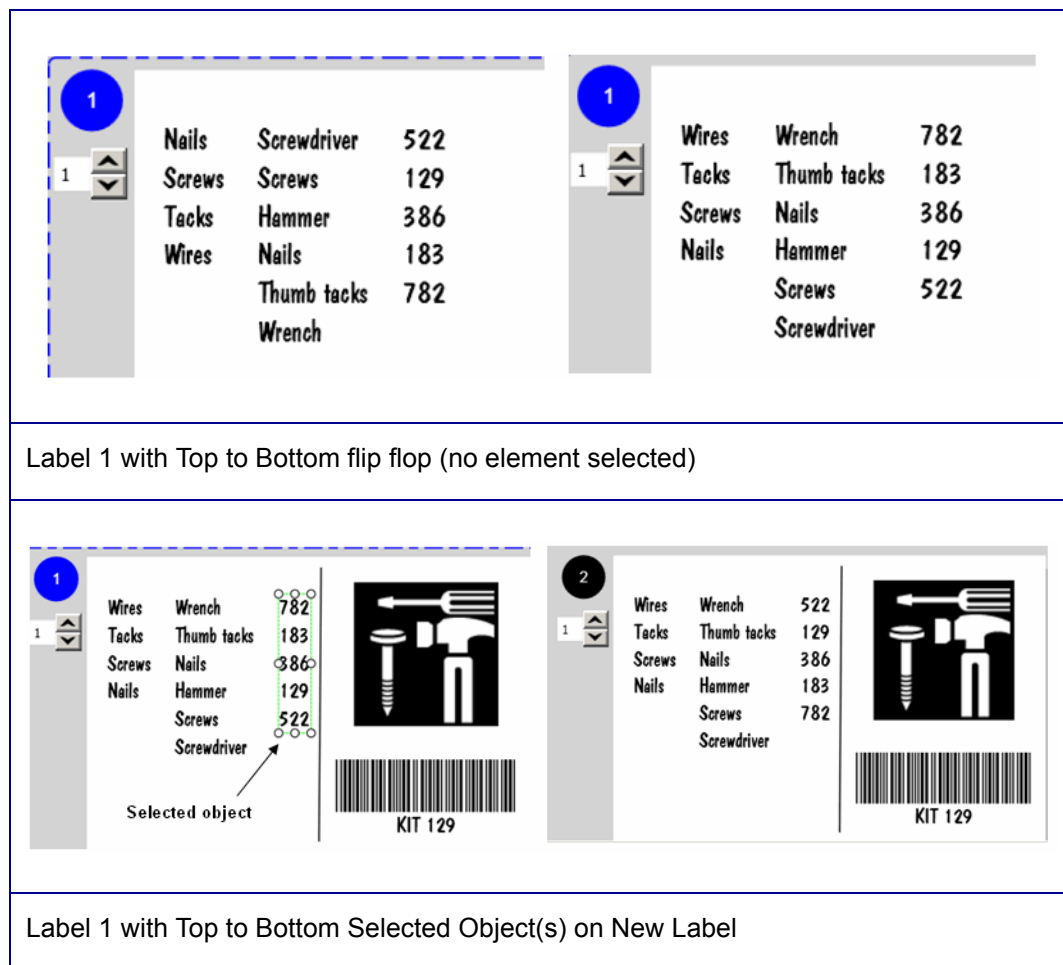 1
1
Nails Screwdriver 522
Screws Screws 129
Tacks Hammer 386
Wires Nails 183
Thumb tacks 782
Wrench
1
1
Wires Wrench 782
Tacks Thumb tacks 183
Screws Nails 386
Nails Hammer 129
Screws 522
Screwdriver
Label 1 with Top to Bottom flip flop (no element selected)
1
1
Wires Wrench 782
Tacks Thumb tacks 183
Screws Nails 386
Nails Hammer 129
Screws 522
Screwdriver
Selected object
KIT 129
2
1
Wires Wrench 522
Tacks Thumb tacks 129
Screws Nails 386
Nails Hammer 183
Screws 782
Screwdriver
KIT 129
Label 1 with Top to Bottom Selected Object(s) on New Label